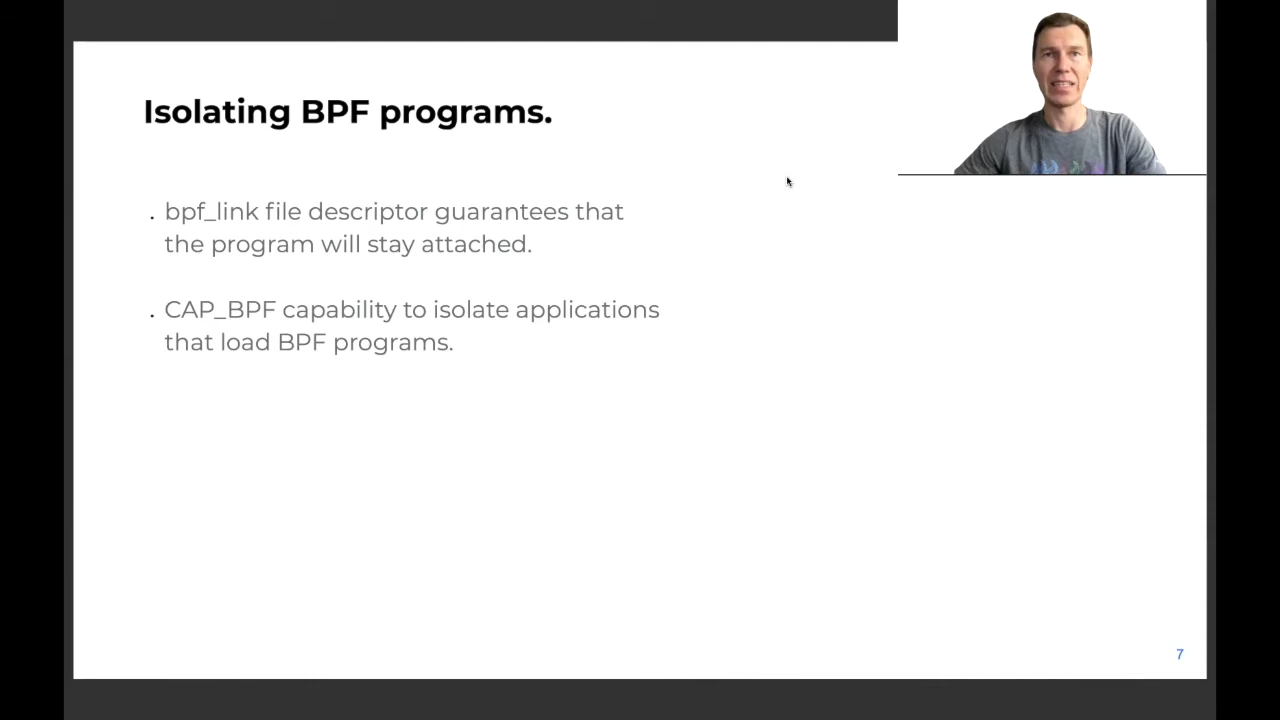 Isolating BPF programs.
. bpf_link file descriptor guarantees that
the program will stay attached.
. CAP_BPF capability to isolate applications
that load BPF programs.
7